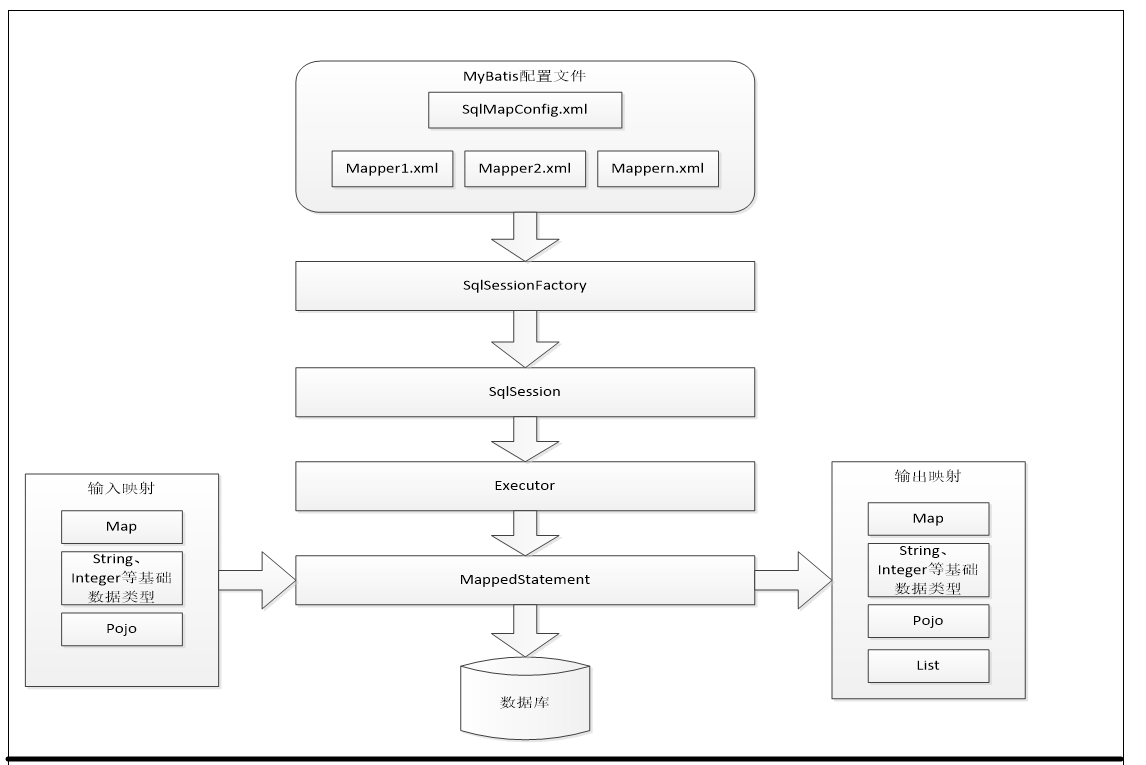 MyBatis配置文件
SqlMapConfig.xml
Mapper1.xml
Mapper2.xml
Mappern.xml
SqlSessionFactory
SqlSession
Executor
输入映射
Map
String、
Integer等基础
数据类型
Pojo
MappedStatement
输出映射
Map
String、
Integer等基础
数据类型
Pojo
List
数据库